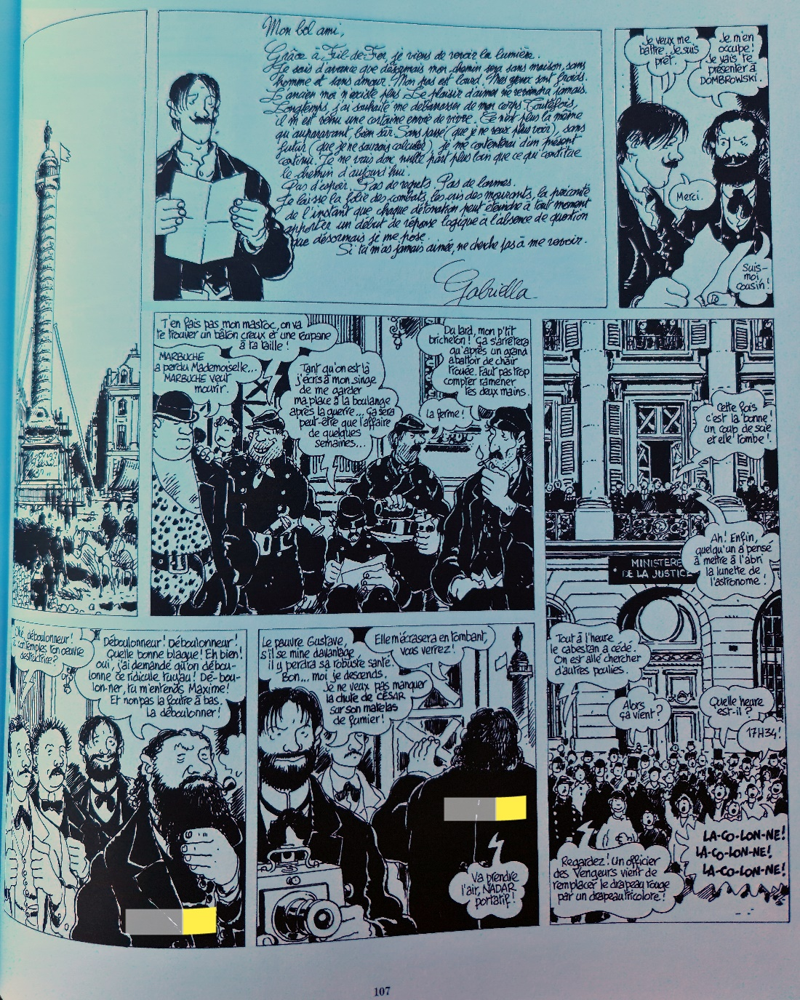 Mon bel ami,
Grâce à Fil-de-Fer, je viens de revoir la lumière.
Je sais d'avance que désormais mon chemin sera sans maison, sans
homme et sans amour. Mon pas est lourd. Mes yeux sont froids.
L'ancien moi n'existe plus. Le plaisir d'aimer ne reviendra jamais.
Longtemps, j'ai souhaité me débarrasser de mon corps. Toutefois,
il m'est venu une certaine envie de vivre. Ce n'est plus la même
qu'auparavant, bien sûr. Sans passé (que je ne veux plus voir), sans
futur (que je ne saurais calculer), je me contenterai d'un présent
continu. Je ne vais donc nulle part plus loin que ce qui constitue
le chemin d'aujourd'hui.
Pas d'espoir. Pas de regrets. Pas de larmes.
Je laisse la folie des combats, les cris des mourants, la précarité
de l'instant que chaque détonation peut éteindre à tout moment
apporter un début de réponse logique à l'absence de question
que désormais je me pose.
Si tu m'as jamais aimée, ne cherche pas à me revoir.
Gabriella
Je veux me
battre. Je suis
prêt.
Je m'en
occupe!
Je vais te
présenter à
DOMBROWSKI.
Merci.
Suis-
moi,
cousin!
T'en fais pas mon mastoc, on va
te trouver un bâton creux et une roupane
à ta taille!
MARBUCHE
a perdu Mademoiselle...
MARBUCHE veut
mourir.
Tant qu'on est là
j'écris à mon singe
de me garder
ma place à la boulange
après la guerre... Ça sera
peut-être que l'affaire
de quelques
semaines...
La ferme!
Du lard, mon p'tit
bricheton! Ça s'arrêtera
qu'après un grand
abattoir de chair
trouée. Faut pas trop
compter ramener
tes deux mains.
Cette fois
c'est la bonne!
un coup de scie
et elle tombe!
Ah! Enfin,
quelqu'un a pensé
à mettre à l'abri
la lunette de
l'astronome!
MINISTERE
DE LA JUSTICE
Tout à l'heure
le cabestan a cédé.
On est allé chercher
d'autres poulies.
Alors
ça vient?
Quelle heure
est-il?
17H34!
LA-CO-LON-NE!
LA-CO-LON-NE!
LA-CO-LON-NE!
Regardez! Un officier
des Vengeurs vient de
remplacer le drapeau rouge
par un drapeau tricolore!
Ohé, déboulonneur!
contemples ton œuvre
destructrice?
Déboulonneur! Déboulonneur!
Quelle bonne blague! Eh bien!
oui, j'ai demandé qu'on débou-
lonne ce ridicule tuyau! Dé-bou-
lon-ner, tu m'entends Maxime!
Et non pas la foutre à bas.
La déboulonner!
Le pauvre Gustave,
s'il se mine davantage,
il y perdra sa robuste santé.
Bon... moi je descends.
Je ne veux pas manquer
la chute de CÉSAR
sur son matelas
de fumier!
Elle m'écrasera en tombant,
vous verrez!
Va prendre
l'air, NADAR
portatif!
107